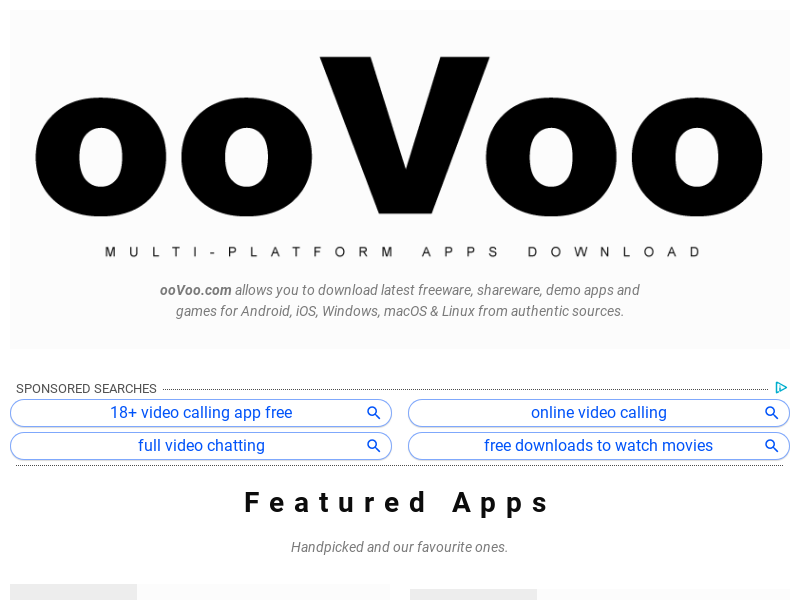 ooVoo
MULTI-PLATFORM APPS DOWNLOAD
ooVoo.com allows you to download latest freeware, shareware, demo apps and
games for Android, iOS, Windows, macOS & Linux from authentic sources.
SPONSORED SEARCHES
18+ video calling app free
online video calling
full video chatting
free downloads to watch movies
Featured Apps
Handpicked and our favourite ones.